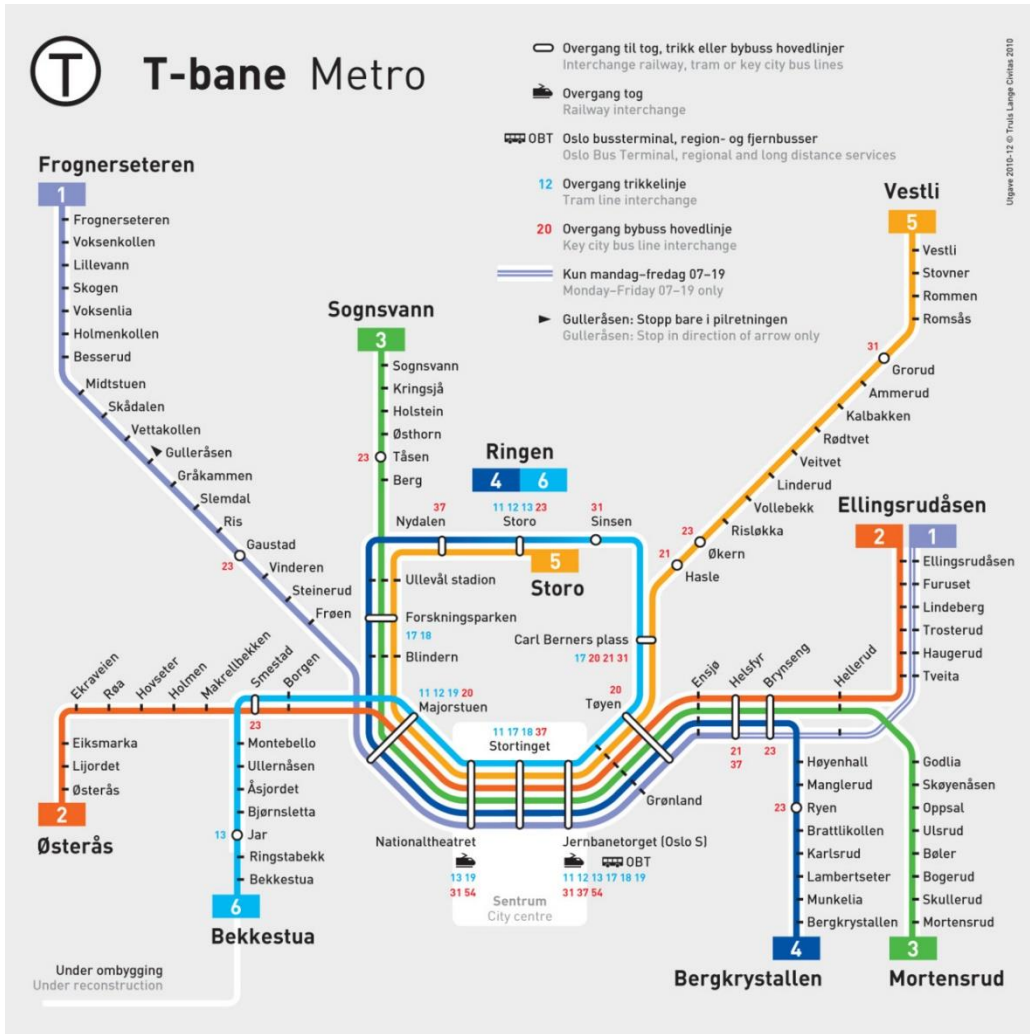 T
T-bane Metro
Overgang til tog, trikk eller bybuss hovedlinjer
Interchange railway, tram or key city bus lines
Overgang tog
Railway interchange
OBT Oslo bussterminal, region- og fjernbusser
Oslo Bus Terminal, regional and long distance services
12 Overgang trikkelinje
Tram line interchange
20 Overgang bybuss hovedlinje
Key city bus line interchange
Kun mandag–fredag 07–19
Monday–Friday 07–19 only
Gulleråsen: Stopp bare i pilretningen
Gulleråsen: Stop in direction of arrow only
Utgave 2010-12 © Truls Lange Civitas 2010
Frognerseteren
1
Frognerseteren
Voksenkollen
Lillevann
Skogen
Voksenlia
Holmenkollen
Besserud
Midtstuen
Skådalen
Vettakollen
Gulleråsen
Gråkammen
Slemdal
Ris
Gaustad
23
Vinderen
Steinerud
Frøen
Sognsvann
3
Sognsvann
Kringsjå
Holstein
Østhorn
23 Tåsen
Berg
Ringen
4 6
37
Nydalen
11 12 13 23
Storo
31
Sinsen
5
Storo
Ullevål stadion
Forskningsparken
17 18
Blindern
Carl Berners plass
17 20 21 31
Vestli
5
Vestli
Stovner
Rommen
Romsås
31
Grorud
Ammerud
Kalbakken
Rødtvet
Veitvet
Linderud
Vollebekk
Risløkka
23
Økern
21
Hasle
Ellingsrudåsen
2 1
Ellingsrudåsen
Furuset
Lindeberg
Trosterud
Haugerud
Tveita
Ekraveien
Røa
Hovseter
Holmen
Makrellbekken
Smestad
23
Borgen
Eiksmarka
Lijordet
Østerås
2
Østerås
Montebello
Ullernåsen
Åsjordet
Bjørnsletta
13 Jar
Ringstabekk
Bekkestua
6
Bekkestua
Under ombygging
Under reconstruction
11 12 19 20
Majorstuen
11 17 18 37
Stortinget
20
Tøyen
Grønland
Nationaltheatret
13 19
31 54
Jernbanetorget (Oslo S)
OBT
11 12 13 17 18 19
31 37 54
Sentrum
City centre
Ensjø
Helsfyr
21
37
Brynseng
23
Hellerud
Høyenhall
Manglerud
23 Ryen
Brattlikollen
Karlsrud
Lambertseter
Munkelia
Bergkrystallen
4
Bergkrystallen
Godlia
Skøyenåsen
Oppsal
Ulsrud
Bøler
Bogerud
Skullerud
Mortensrud
3
Mortensrud